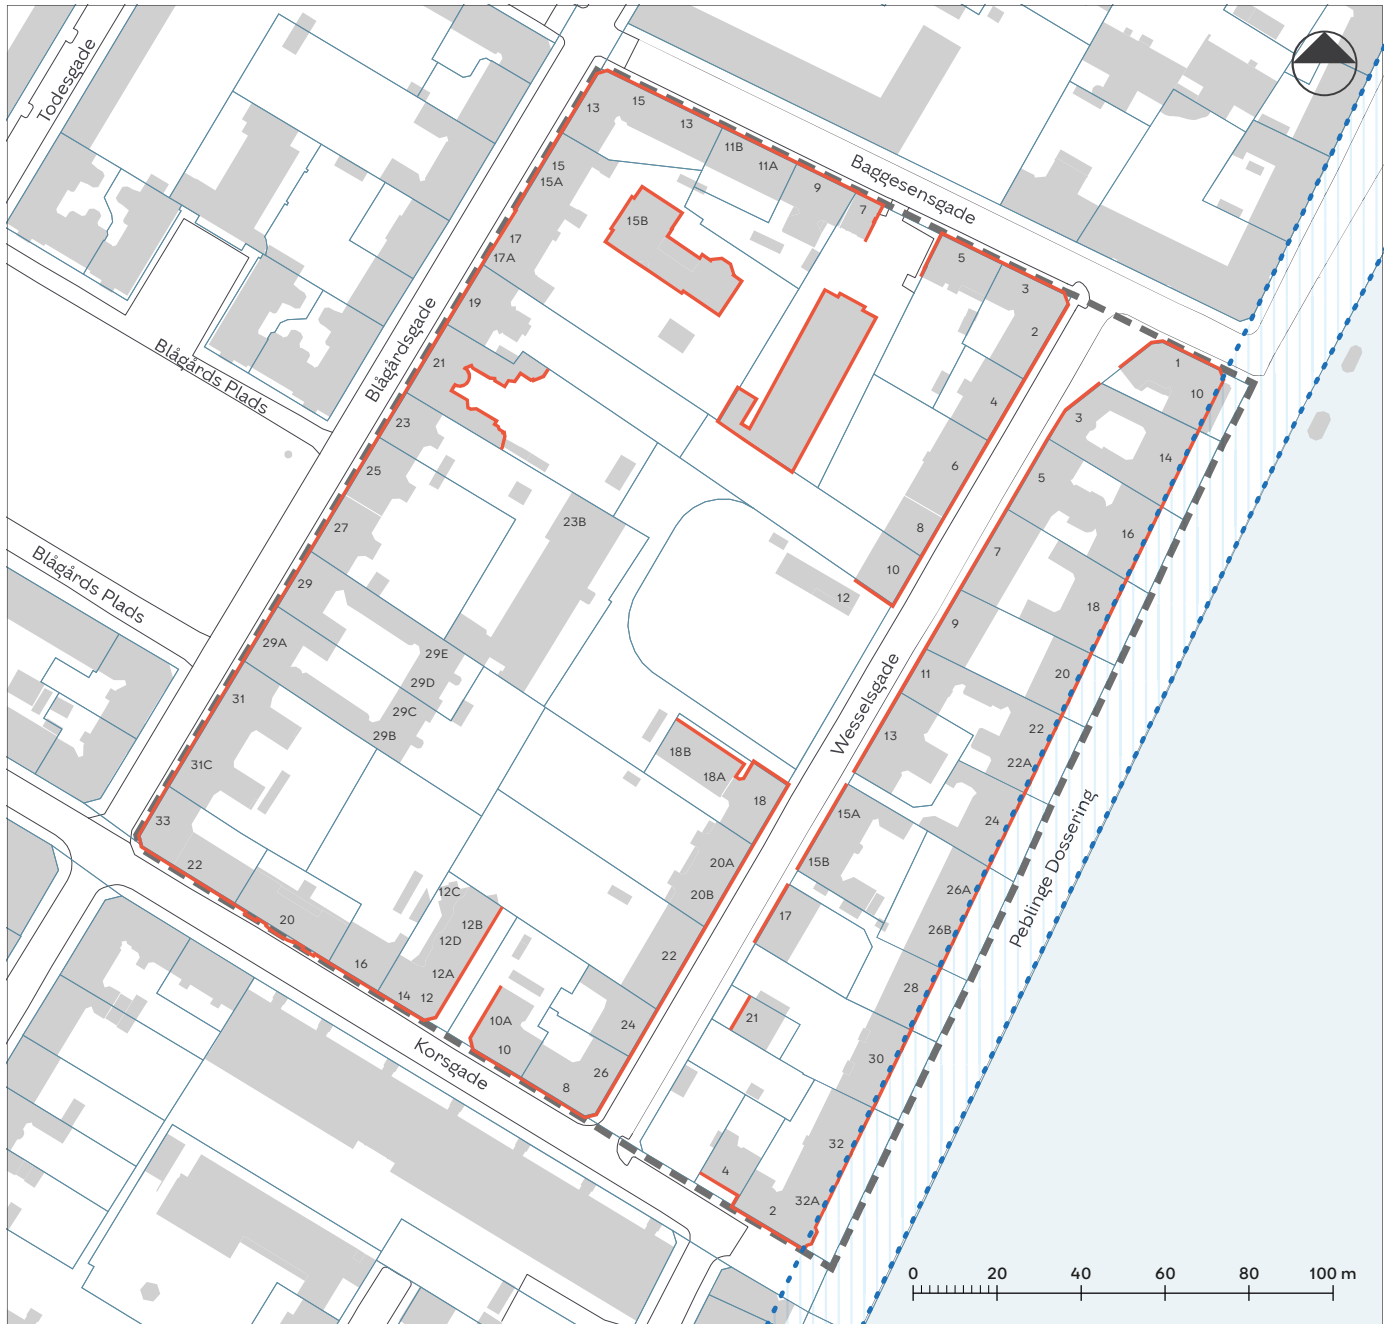 Todesgade
Baggesensgade
Blågårdsgade
Blågårds Plads
Blågårds Plads
Wesselsgade
Peblinge Dossering
Korsgade
15
13
13
11B
11A
9
7
15
15A
15B
17
17A
19
21
23
25
27
29
29A
31
31C
33
22
20
16
14
12
12A
12D
12B
12C
10A
10
8
26
24
22
20B
20A
18
18A
18B
29E
29D
29C
29B
23B
12
10
8
6
4
2
3
5
1
10
3
14
5
16
7
18
9
20
11
22
13
22A
24
15A
15B
26A
17
26B
28
21
30
32
4
32A
2
0 20 40 60 80 100 m